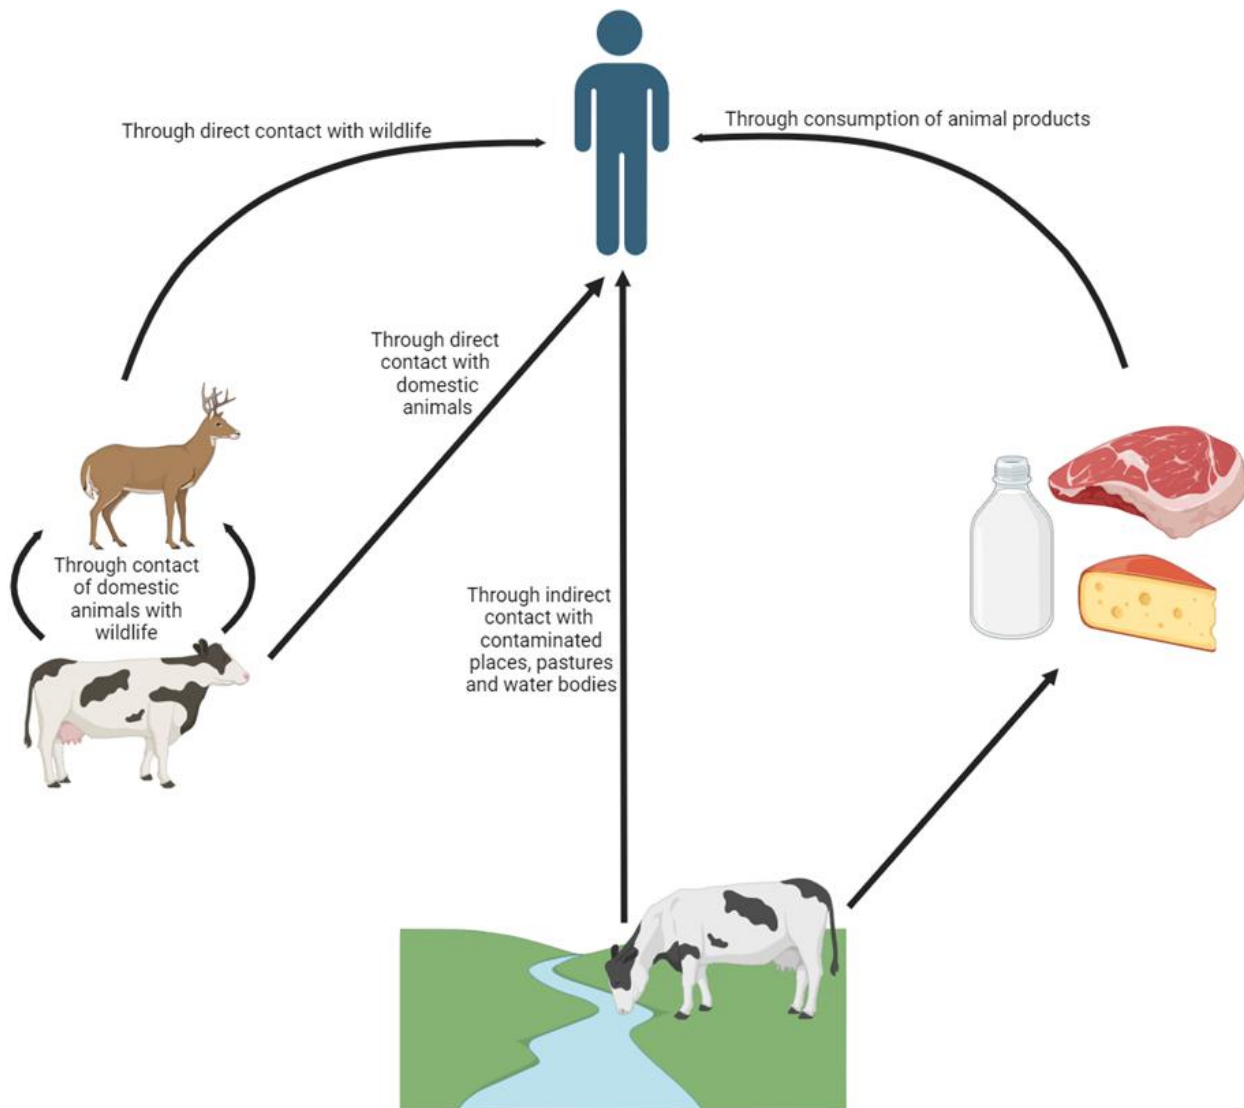 Through direct contact with wildlife
Through consumption of animal products
Through direct
contact with
domestic
animals
Through contact
of domestic
animals with
wildlife
Through indirect
contact with
contaminated
places, pastures
and water bodies